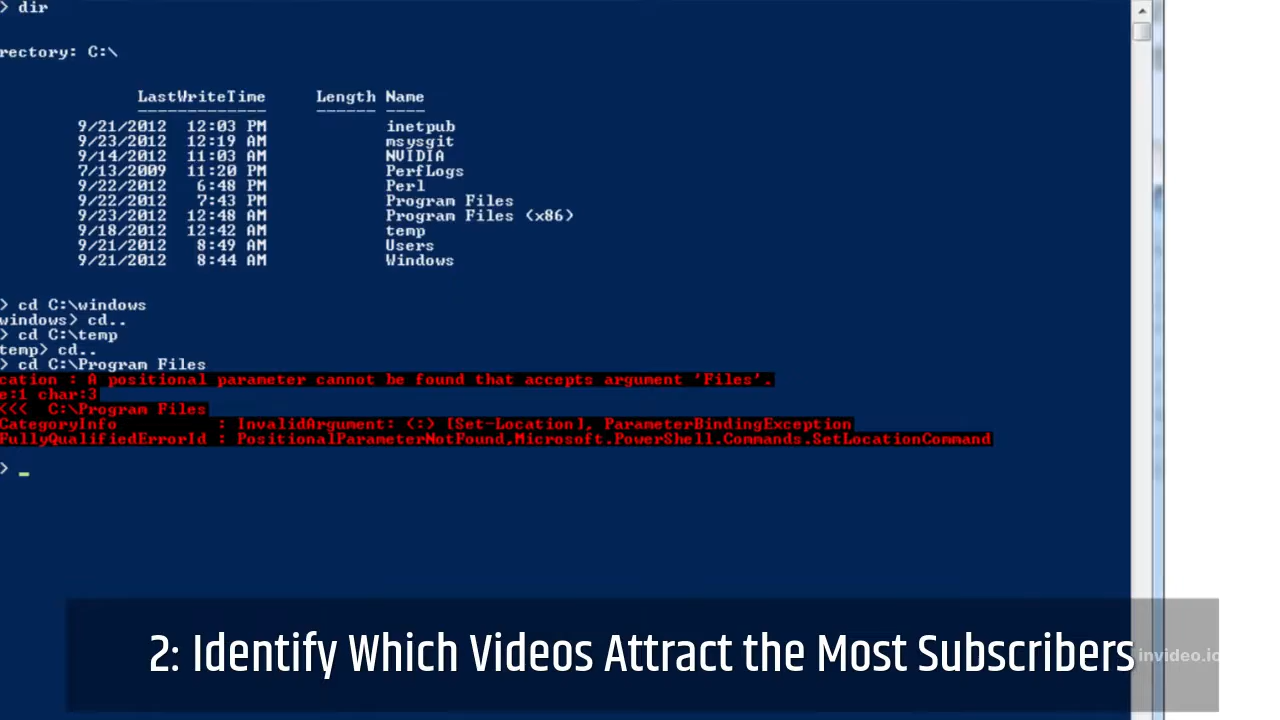 > dir
rectory: C:\
LastWriteTime Length Name
9/21/2012 12:03 PM inetpub
9/23/2012 12:19 AM msysgit
9/14/2012 11:03 AM NVIDIA
7/13/2009 11:20 PM PerfLogs
9/22/2012 6:48 PM Perl
9/22/2012 7:43 PM Program Files
9/23/2012 12:48 AM Program Files (x86)
9/18/2012 12:42 AM temp
9/21/2012 8:49 AM Users
9/21/2012 8:44 AM Windows
> cd C:\windows
windows> cd..
> cd C:\temp
temp> cd..
> cd C:\Program Files
cation : A positional parameter cannot be found that accepts argument 'Files'.
e:1 char:3
<<< C:\Program Files
CategoryInfo : InvalidArgument: (:) [Set-Location], ParameterBindingException
FullyQualifiedErrorId : PositionalParameterNotFound,Microsoft.PowerShell.Commands.SetLocationCommand
> _
2: Identify Which Videos Attract the Most Subscribers
invideo.io